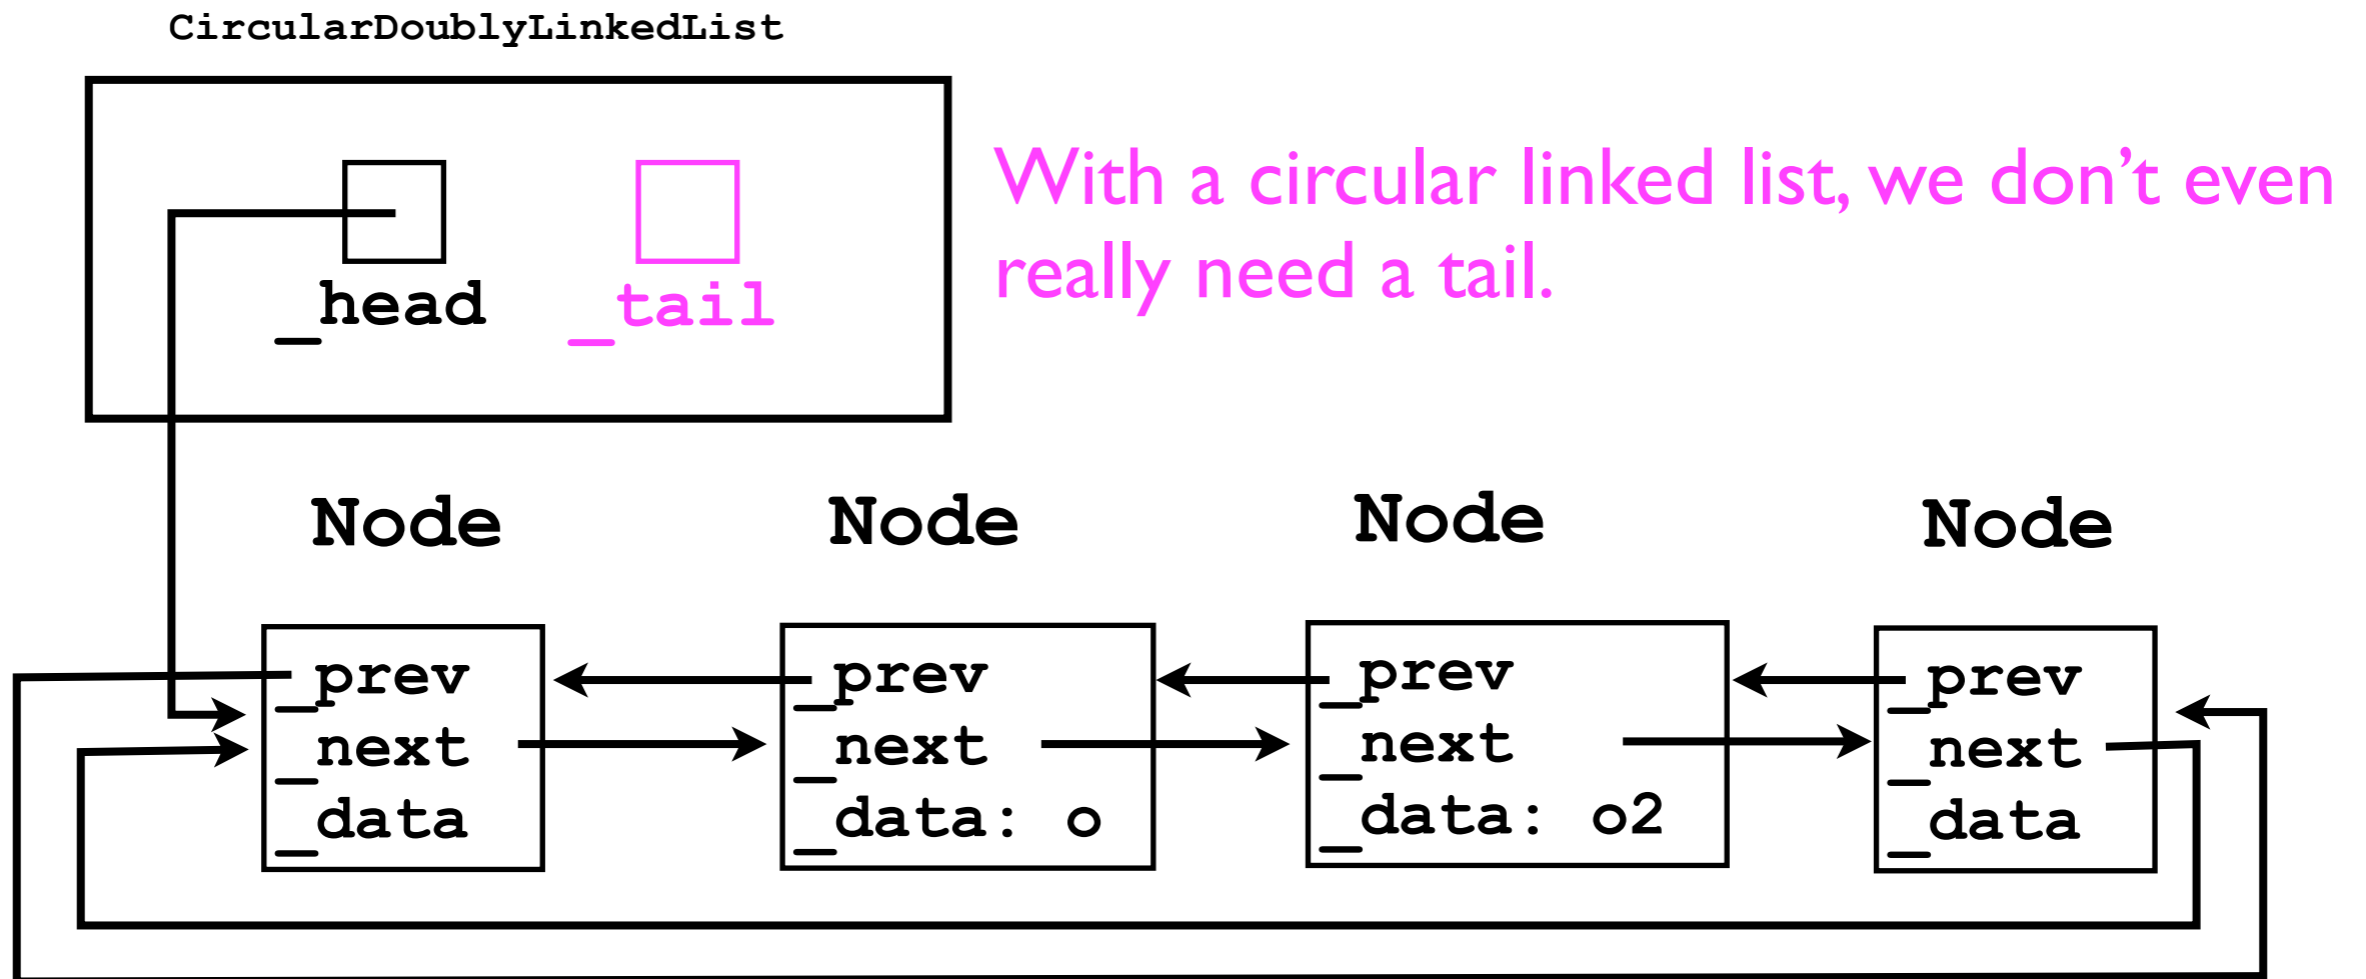 CircularDoublyLinkedList
With a circular linked list, we don’t even
really need a tail.
_head _tail
Node Node Node Node
_prev _prev _prev _prev
_next _next _next _next
_data _data: o _data: o2 _data